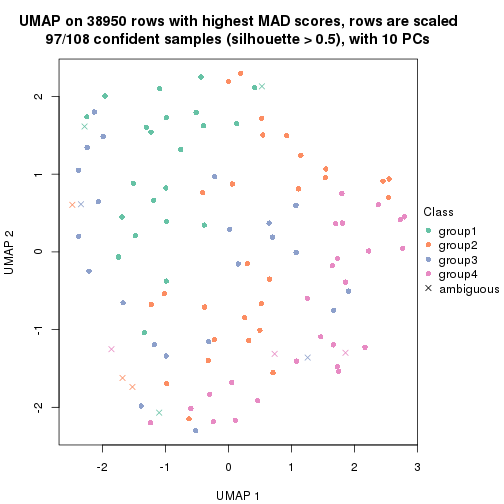 UMAP on 38950 rows with highest MAD scores, rows are scaled
97/108 confident samples (silhouette > 0.5), with 10 PCs
2
1
0
-1
-2
UMAP 2
-2
-1
0
1
2
3
UMAP 1
Class
group1
group2
group3
group4
ambiguous